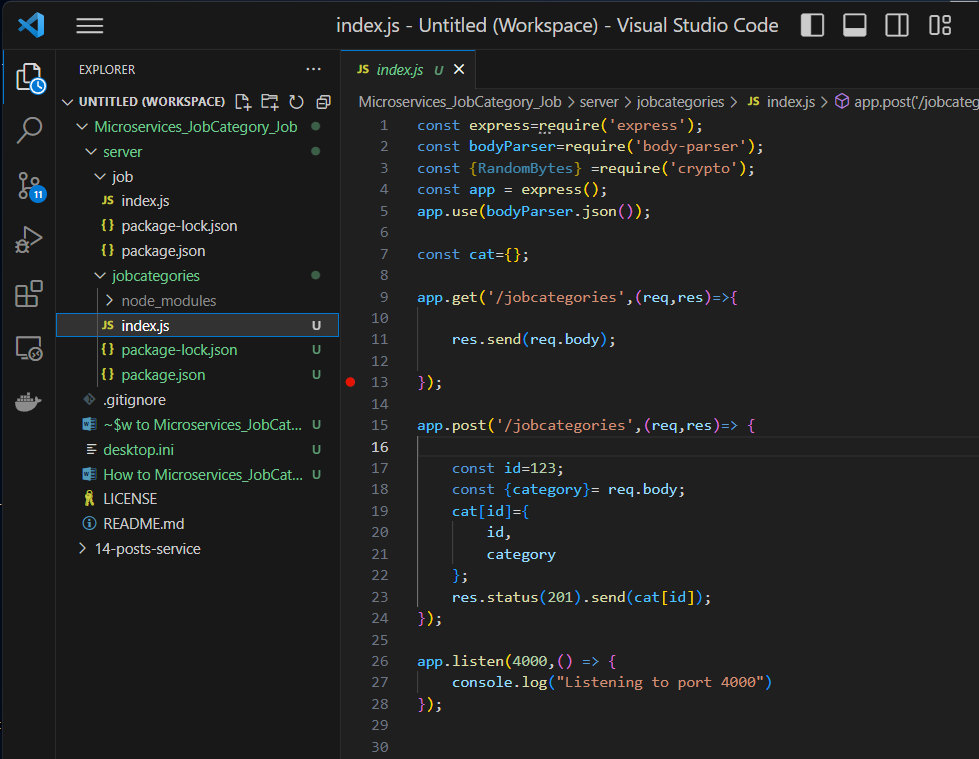 index.js - Untitled (Workspace) - Visual Studio Code
EXPLORER
UNTITLED (WORKSPACE)
Microservices_JobCategory_Job
server
job
JS index.js
{} package-lock.json
{} package.json
jobcategories
node_modules
JS index.js U
{} package-lock.json U
{} package.json U
.gitignore
~$w to Microservices_JobCat... U
desktop.ini U
How to Microservices_JobCat... U
LICENSE
README.md
14-posts-service
11
JS index.js U
Microservices_JobCategory_Job > server > jobcategories > JS index.js > app.post('/jobcateg
1 const express=require('express');
2 const bodyParser=require('body-parser');
3 const {RandomBytes} =require('crypto');
4 const app = express();
5 app.use(bodyParser.json());
6
7 const cat={};
8
9 app.get('/jobcategories',(req,res)=>{
10
11 res.send(req.body);
12
13 });
14
15 app.post('/jobcategories',(req,res)=> {
16
17 const id=123;
18 const {category}= req.body;
19 cat[id]={
20 id,
21 category
22 };
23 res.status(201).send(cat[id]);
24 });
25
26 app.listen(4000,() => {
27 console.log("Listening to port 4000")
28 });
29
30